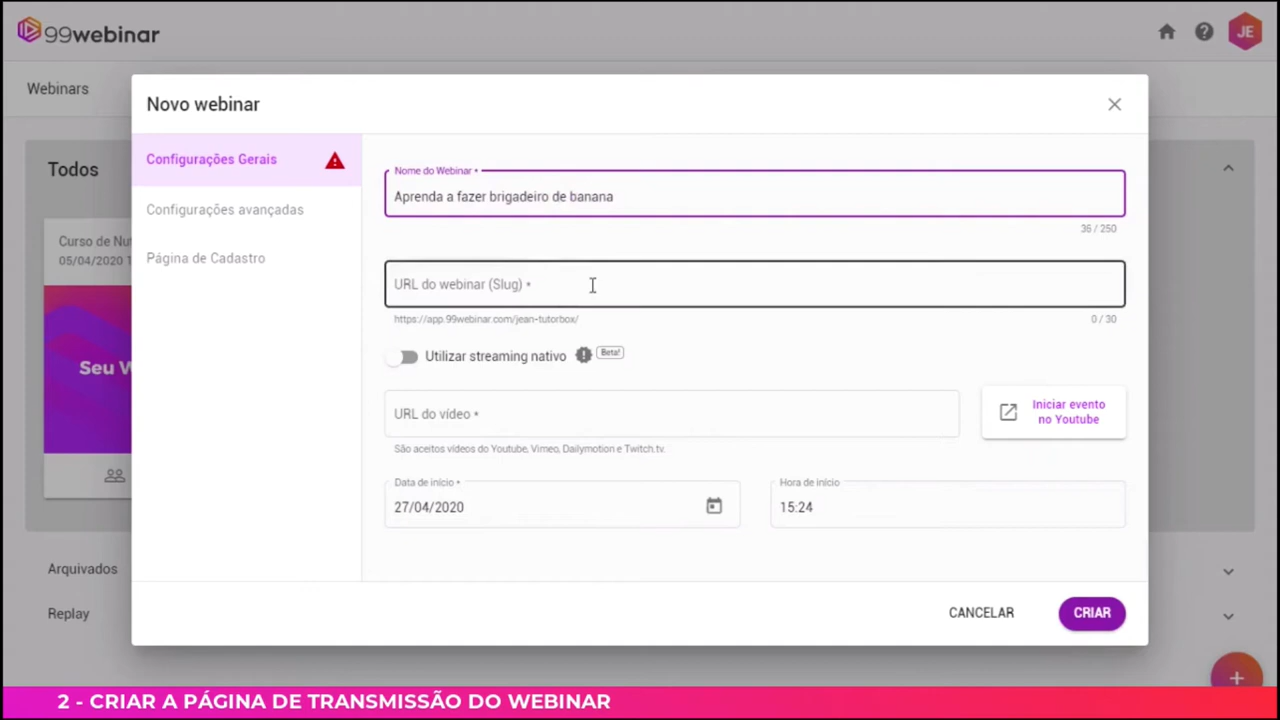 99webinar
JE
Webinars
Novo webinar
Configurações Gerais
Configurações avançadas
Página de Cadastro
Nome do Webinar *
Aprenda a fazer brigadeiro de banana
36 / 250
URL do webinar (Slug) *
https://app.99webinar.com/jean-tutorbox/
0 / 30
Utilizar streaming nativo
Beta!
URL do vídeo *
Iniciar evento
no Youtube
São aceitos vídeos do Youtube, Vimeo, Dailymotion e Twitch.tv.
Data de início *
27/04/2020
Hora de início
15:24
CANCELAR
CRIAR
Todos
Curso de Nu
05/04/2020 1
Seu W
Arquivados
Replay
2 - CRIAR A PÁGINA DE TRANSMISSÃO DO WEBINAR